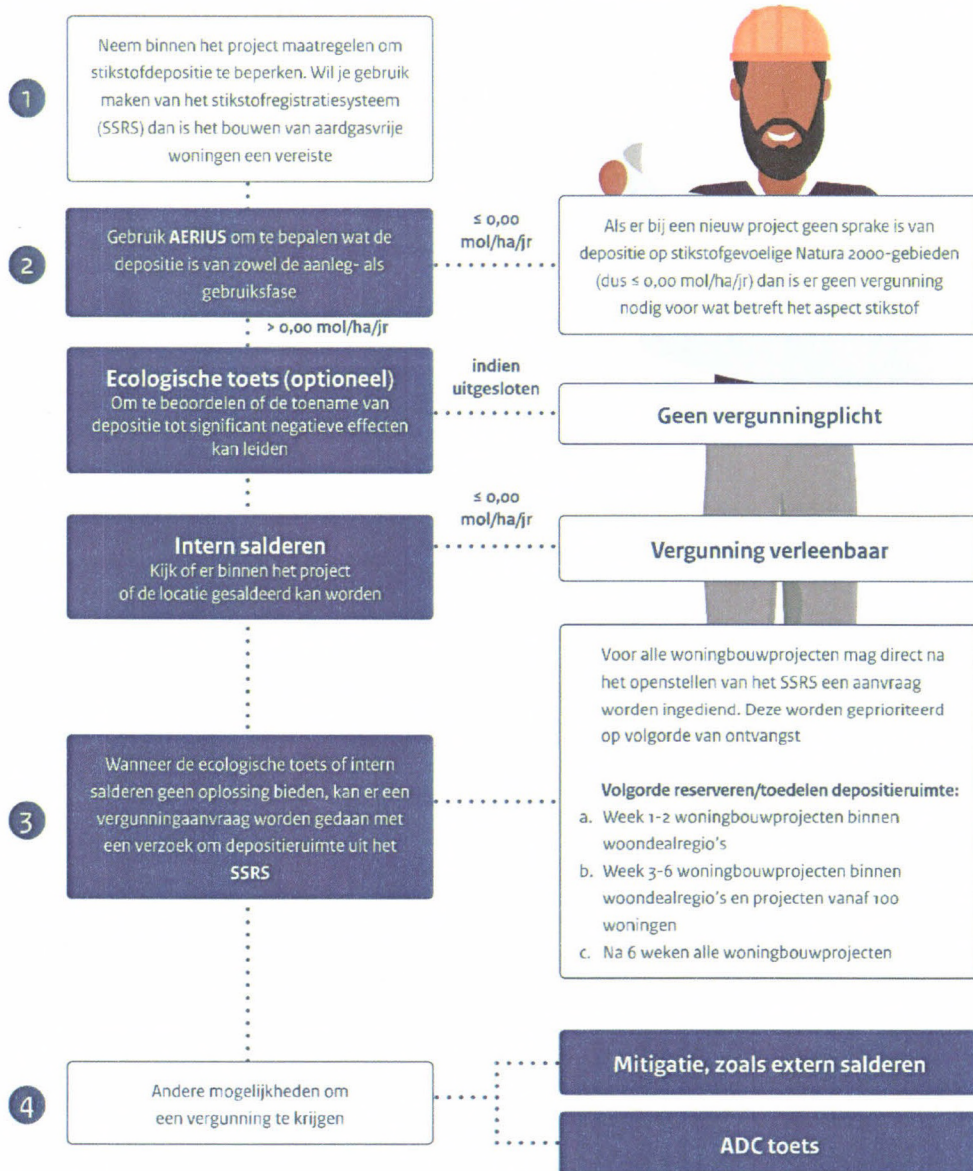 1
Neem binnen het project maatregelen om
stikstofdepositie te beperken. Wil je gebruik
maken van het stikstofregistratiesysteem
(SSRS) dan is het bouwen van aardgasvrije
woningen een vereiste
2
Gebruik AERIUS om te bepalen wat de
depositie is van zowel de aanleg- als
gebruiksfase
≤ 0,00
mol/ha/jr
Als er bij een nieuw project geen sprake is van
depositie op stikstofgevoelige Natura 2000-gebieden
(dus ≤ 0,00 mol/ha/jr) dan is er geen vergunning
nodig voor wat betreft het aspect stikstof
> 0,00 mol/ha/jr
Ecologische toets (optioneel)
Om te beoordelen of de toename van
depositie tot significant negatieve effecten
kan leiden
indien
uitgesloten
Geen vergunningplicht
Intern salderen
Kijk of er binnen het project
of de locatie gesaldeerd kan worden
≤ 0,00
mol/ha/jr
Vergunning verleenbaar
3
Wanneer de ecologische toets of intern
salderen geen oplossing bieden, kan er een
vergunningaanvraag worden gedaan met
een verzoek om depositieruimte uit het
SSRS
Voor alle woningbouwprojecten mag direct na
het openstellen van het SSRS een aanvraag
worden ingediend. Deze worden geprioriteerd
op volgorde van ontvangst
Volgorde reserveren/toedelen depositieruimte:
a. Week 1-2 woningbouwprojecten binnen
woondealregio's
b. Week 3-6 woningbouwprojecten binnen
woondealregio's en projecten vanaf 100
woningen
c. Na 6 weken alle woningbouwprojecten
4
Andere mogelijkheden om
een vergunning te krijgen
Mitigatie, zoals extern salderen
ADC toets